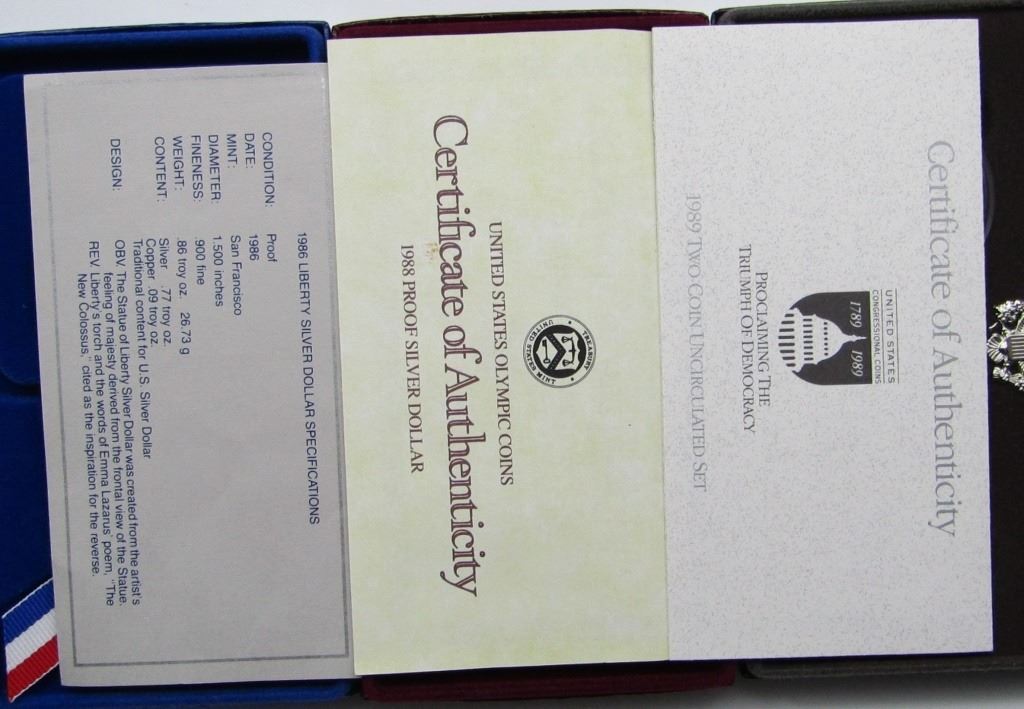 1986 LIBERTY SILVER DOLLAR SPECIFICATIONS
CONDITION: Proof
DATE: 1986
MINT: San Francisco
DIAMETER: 1.500 inches
FINENESS: .900 fine
WEIGHT: .86 troy oz. 26.73 g
CONTENT: Silver .77 troy oz.
Copper .09 troy oz.
Traditional content for U.S. Silver Dollar
DESIGN: OBV. The Statue of Liberty Silver Dollar was created from the artist's
feeling of majesty derived from the frontal view of the Statue.
REV. Liberty's torch and the words of Emma Lazarus' poem, "The
New Colossus," cited as the inspiration for the reverse.
TREASURY
UNITED STATES MINT
UNITED STATES OLYMPIC COINS
Certificate of Authenticity
1988 PROOF SILVER DOLLAR
Certificate of Authenticity
UNITED STATES
CONGRESSIONAL COINS
1789 1989
PROCLAIMING THE
TRIUMPH OF DEMOCRACY
1989 TWO COIN UNCIRCULATED SET